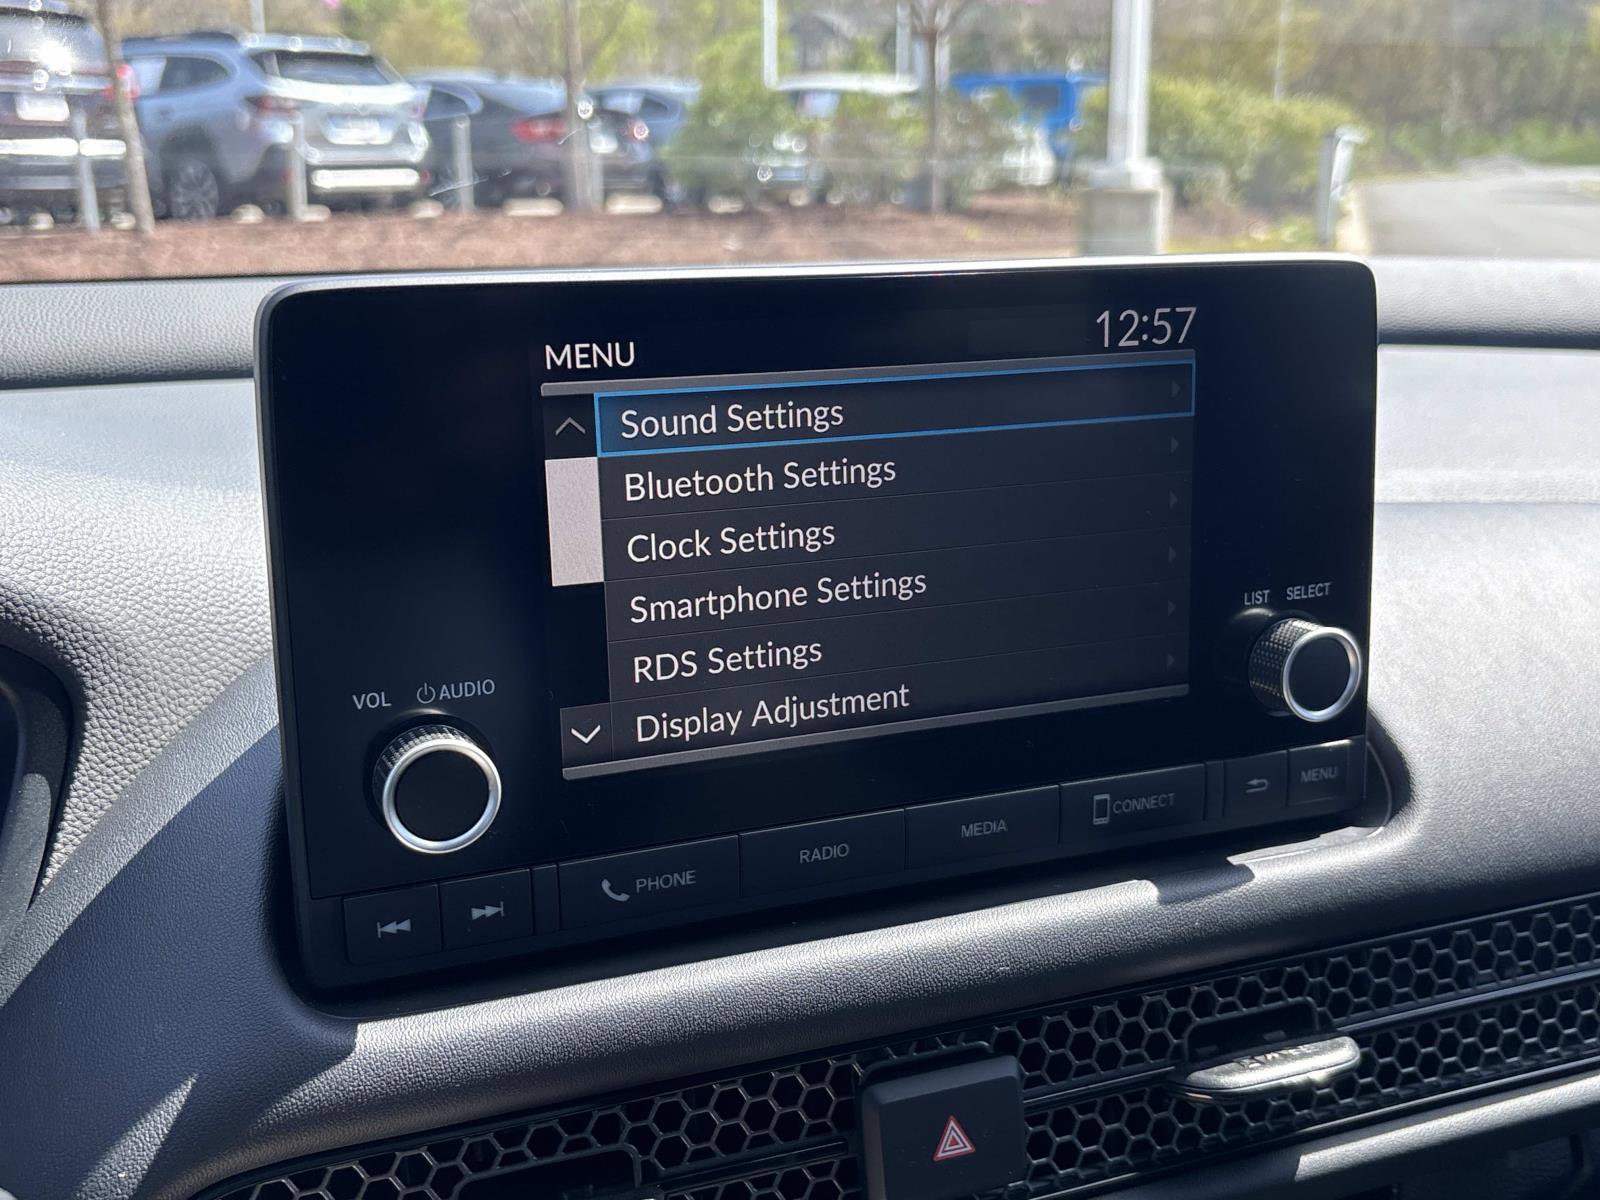 MENU
12:57
Sound Settings
Bluetooth Settings
Clock Settings
Smartphone Settings
RDS Settings
Display Adjustment
LIST SELECT
VOL AUDIO
PHONE
RADIO
MEDIA
CONNECT
MENU